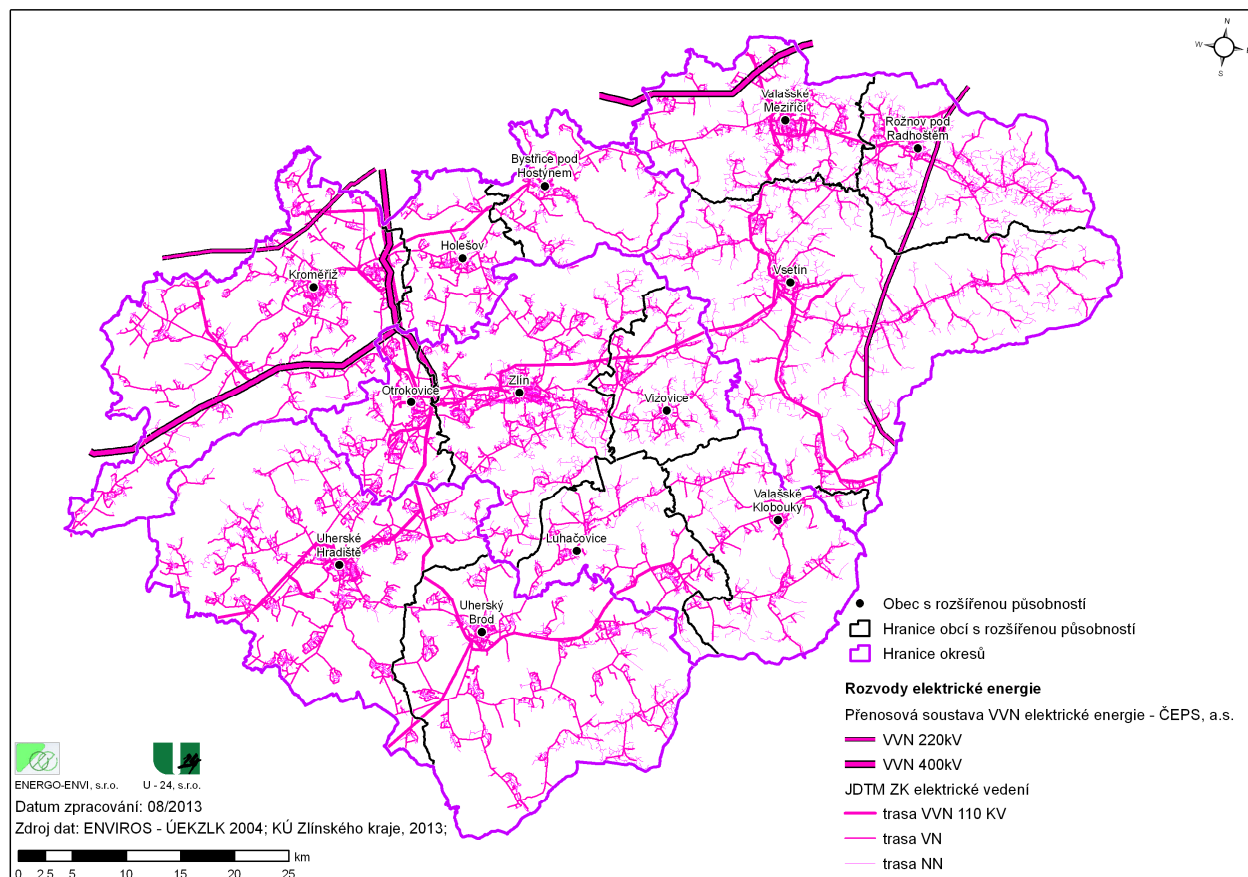 N
W
E
S
Valašské
Meziříčí
Rožnov pod
Radhoštěm
Bystřice pod
Hostýnem
Holešov
Kroměříž
Vsetín
Otrokovice
Zlín
Vizovice
Valašské
Klobouky
Uherské
Hradiště
Luhačovice
Uherský
Brod
Obec s rozšířenou působností
Hranice obcí s rozšířenou působností
Hranice okresů
Rozvody elektrické energie
Přenosová soustava VVN elektrické energie - ČEPS, a.s.
VVN 220kV
VVN 400kV
JDTM ZK elektrické vedení
trasa VVN 110 KV
trasa VN
trasa NN
ENERGO-ENVI, s.r.o. U - 24, s.r.o.
Datum zpracování: 08/2013
Zdroj dat: ENVIROS - ÚEKZLK 2004; KÚ Zlínského kraje, 2013;
km
0 2,5 5 10 15 20 25